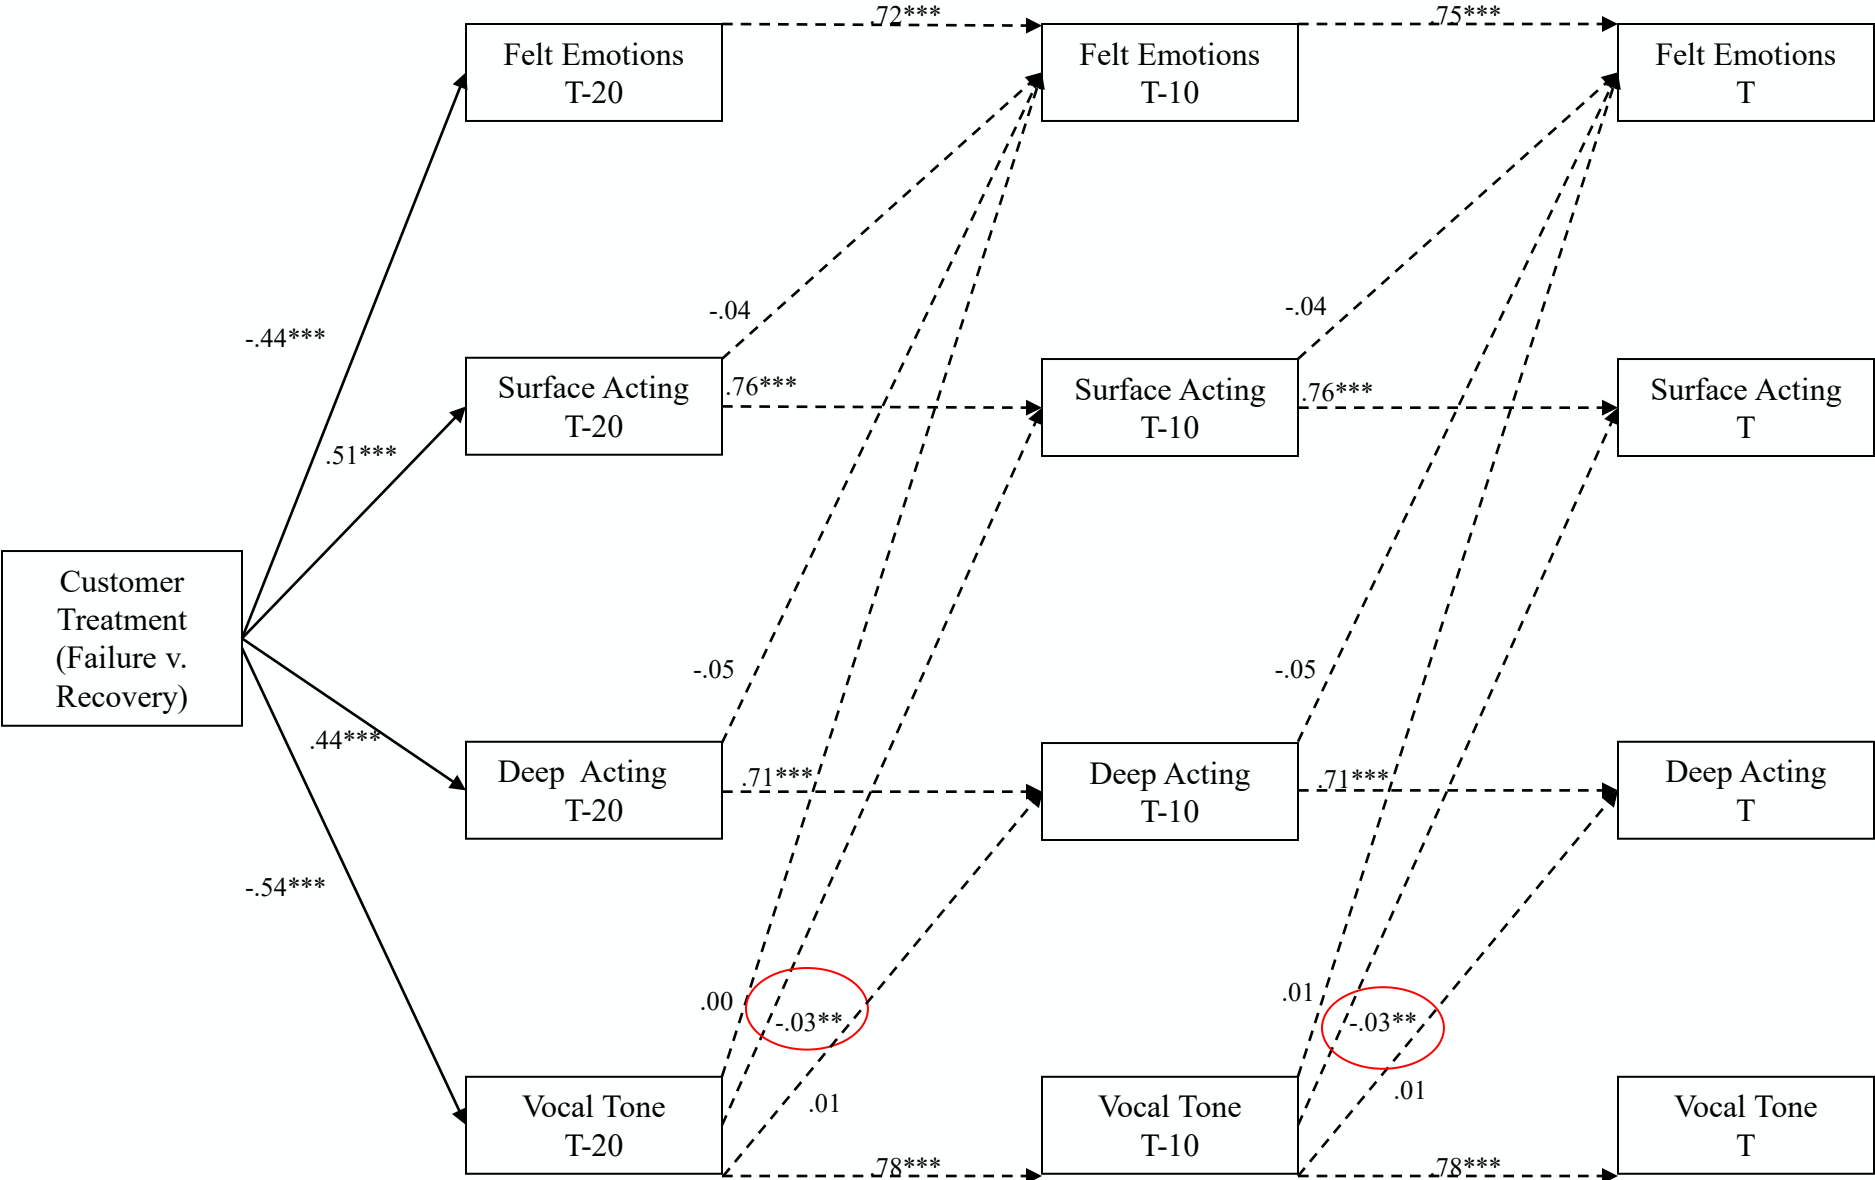 .72***
.75***
Felt Emotions
T-20
Felt Emotions
T-10
Felt Emotions
T
-.04
-.04
-.44***
Surface Acting
T-20
.76***
Surface Acting
T-10
.76***
Surface Acting
T
.51***
Customer
Treatment
(Failure v.
Recovery)
-.05
-.05
.44***
Deep  Acting
T-20
.71***
Deep Acting
T-10
.71***
Deep Acting
T
-.54***
.00
-.03**
.01
-.03**
.01
.01
Vocal Tone
T-20
Vocal Tone
T-10
Vocal Tone
T
.78***
.78***